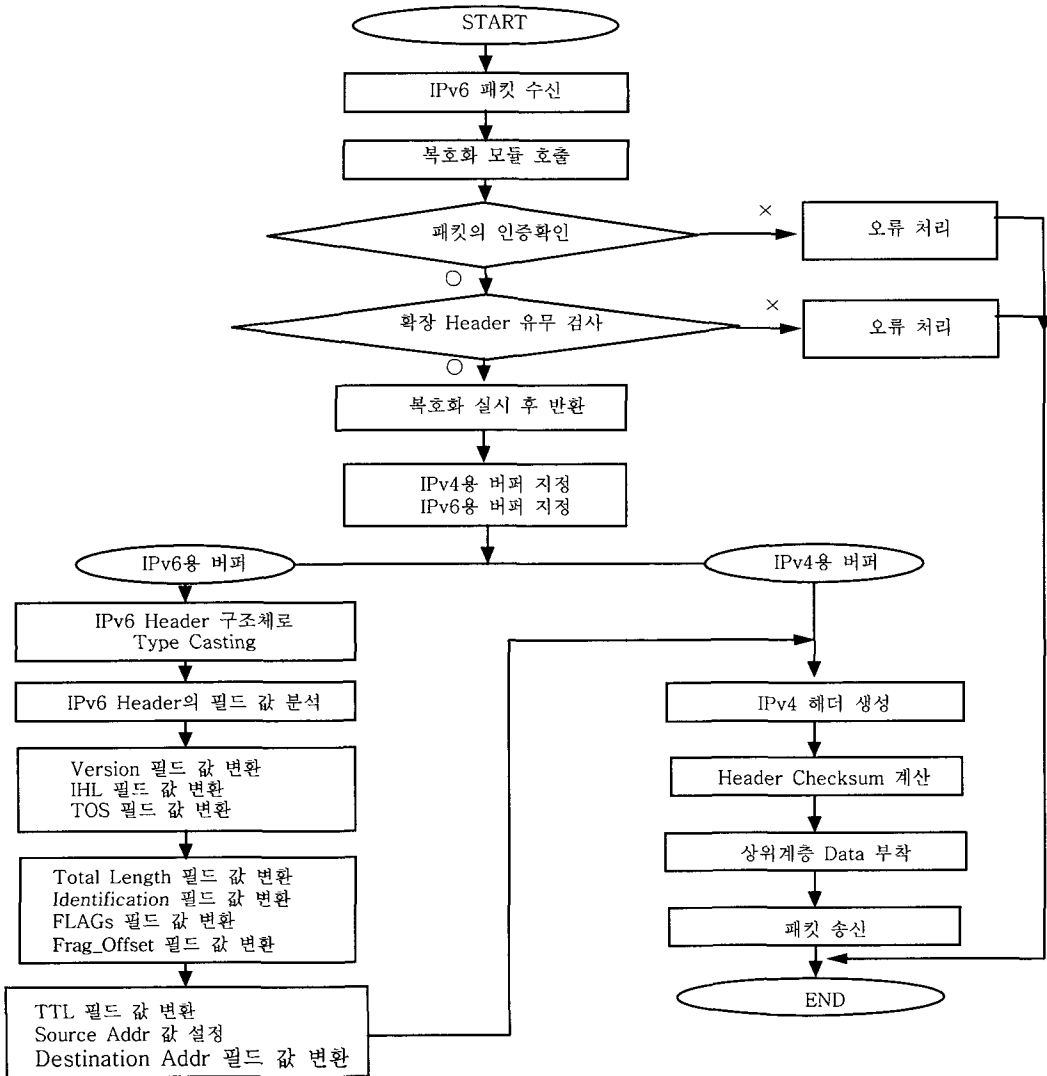 START
IPv6 패킷 수신
복호화 모듈 호출
패킷의 인증확인
×
오류 처리
○
확장 Header 유무 검사
×
오류 처리
○
복호화 실시 후 반환
IPv4용 버퍼 지정
IPv6용 버퍼 지정
IPv6용 버퍼
IPv4용 버퍼
IPv6 Header 구조체로
Type Casting
IPv6 Header의 필드 값 분석
Version 필드 값 변환
IHL 필드 값 변환
TOS 필드 값 변환
Total Length 필드 값 변환
Identification 필드 값 변환
FLAGs 필드 값 변환
Frag_Offset 필드 값 변환
TTL 필드 값 변환
Source Addr 값 설정
Destination Addr 필드 값 변환
IPv4 헤더 생성
Header Checksum 계산
상위계층 Data 부착
패킷 송신
END